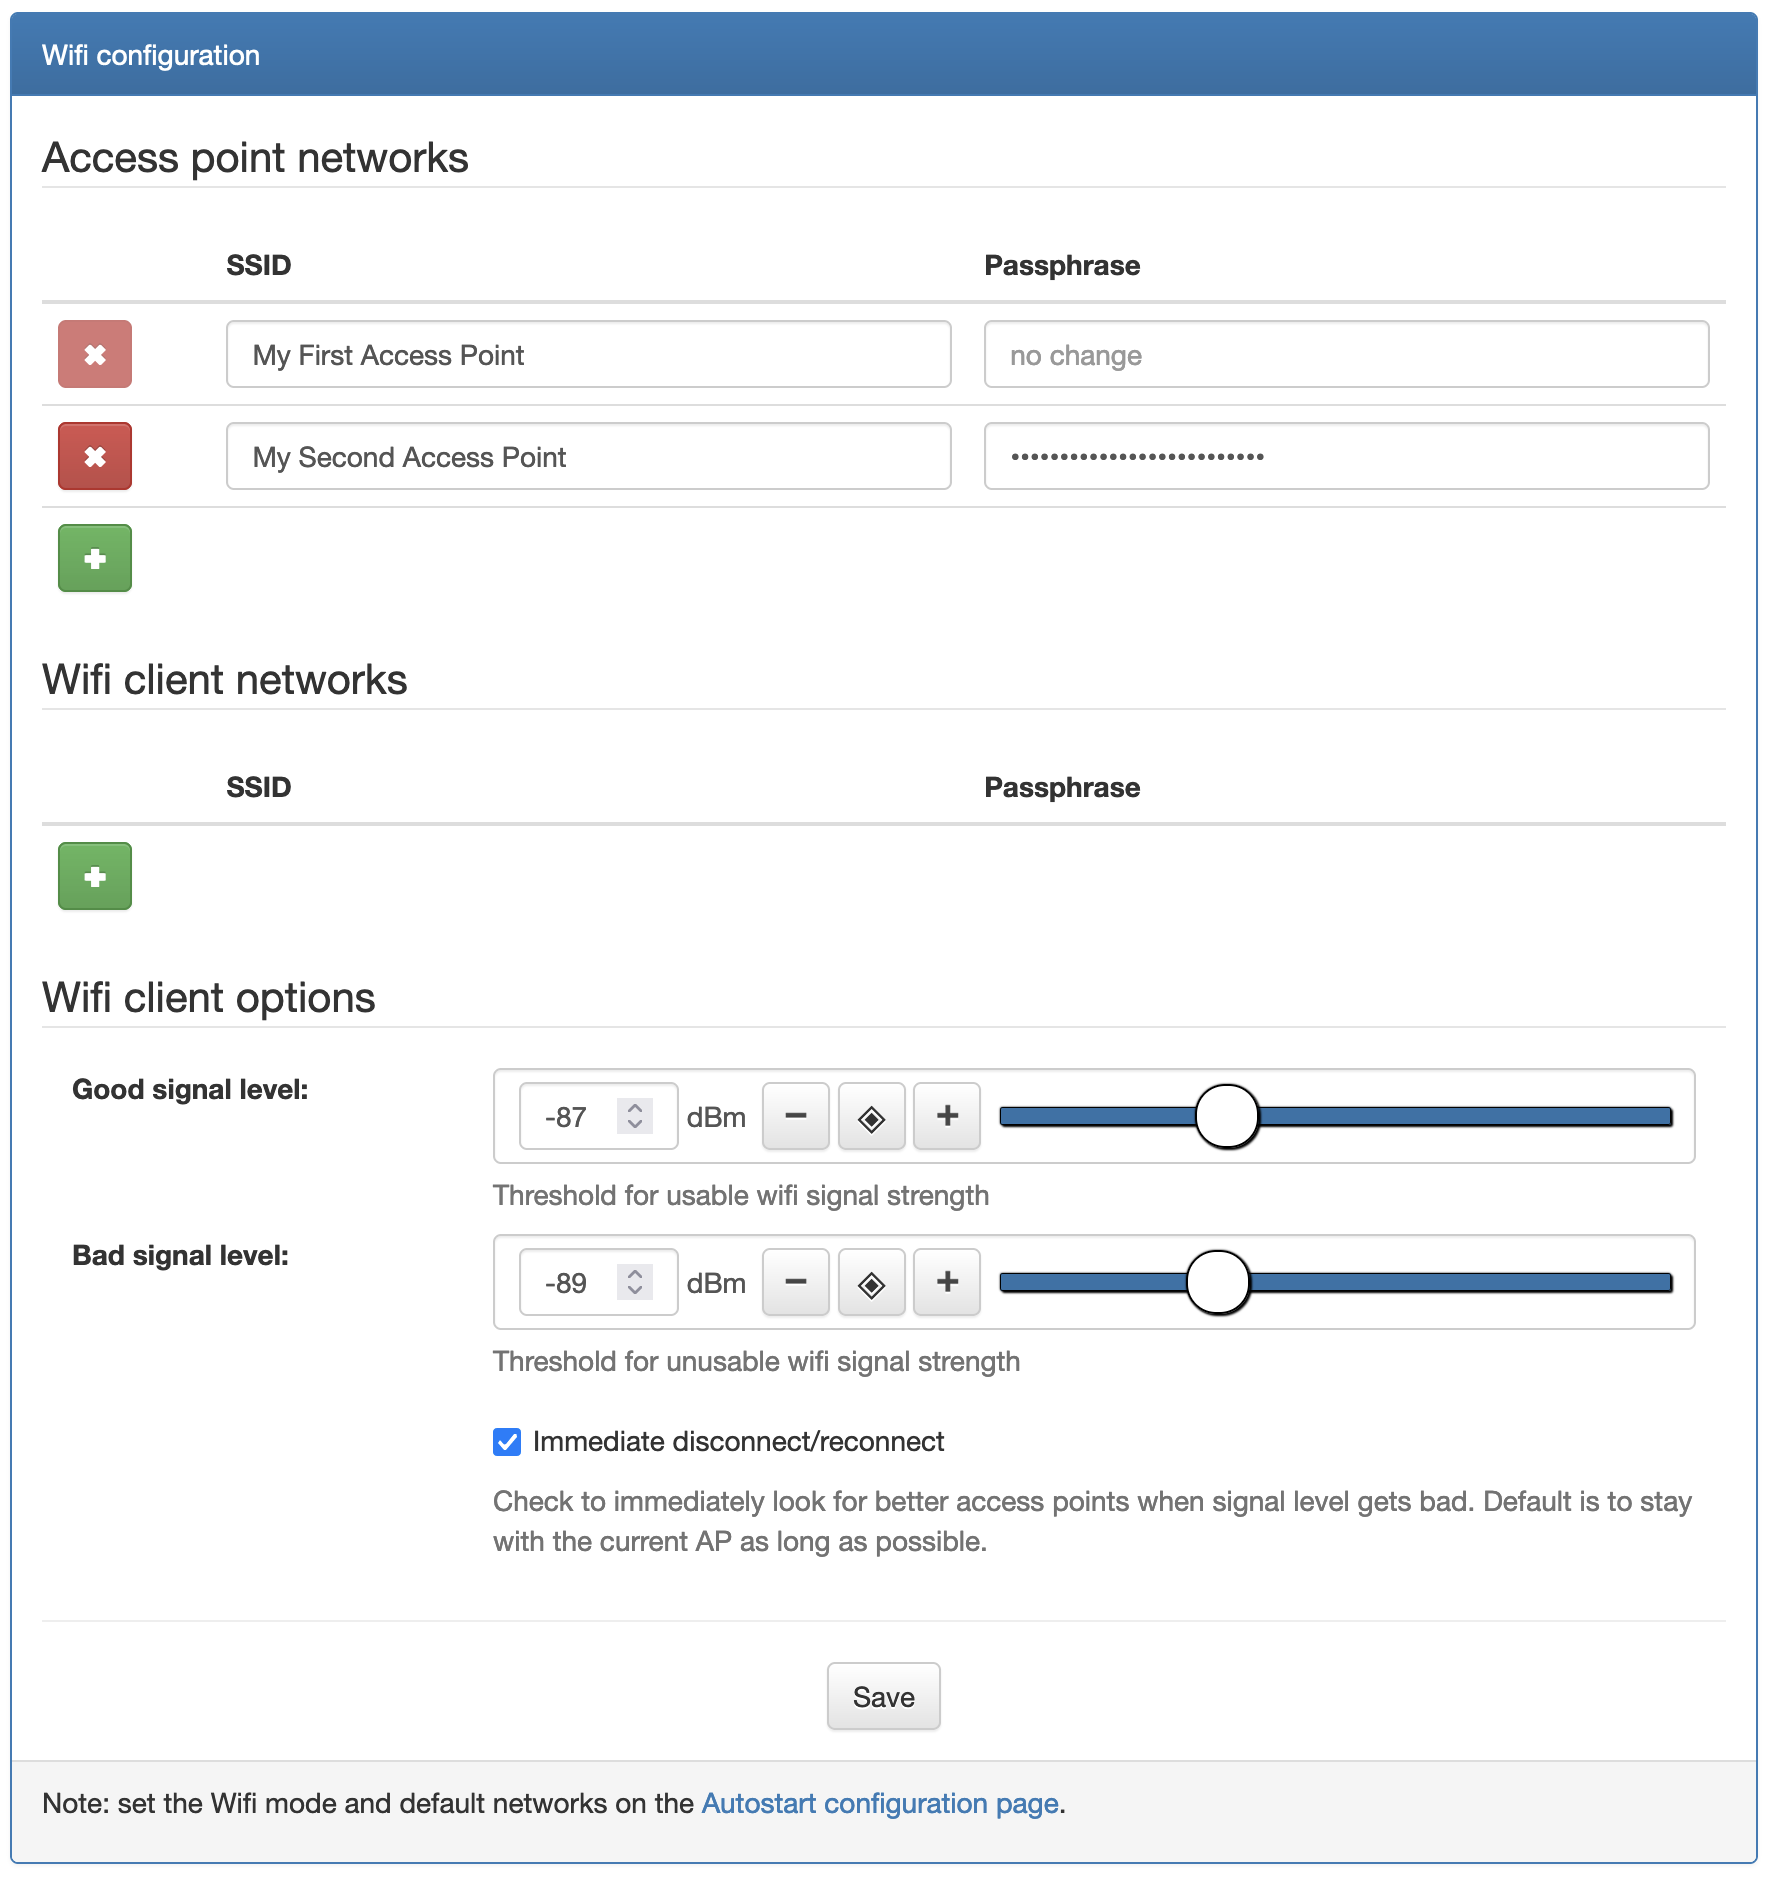 Wifi configuration
Access point networks
SSID Passphrase
My First Access Point no change
My Second Access Point ••••••••••••••••••••••••••
Wifi client networks
SSID Passphrase
Wifi client options
Good signal level: -87 dBm
Threshold for usable wifi signal strength
Bad signal level: -89 dBm
Threshold for unusable wifi signal strength
Immediate disconnect/reconnect
Check to immediately look for better access points when signal level gets bad. Default is to stay
with the current AP as long as possible.
Save
Note: set the Wifi mode and default networks on the Autostart configuration page.